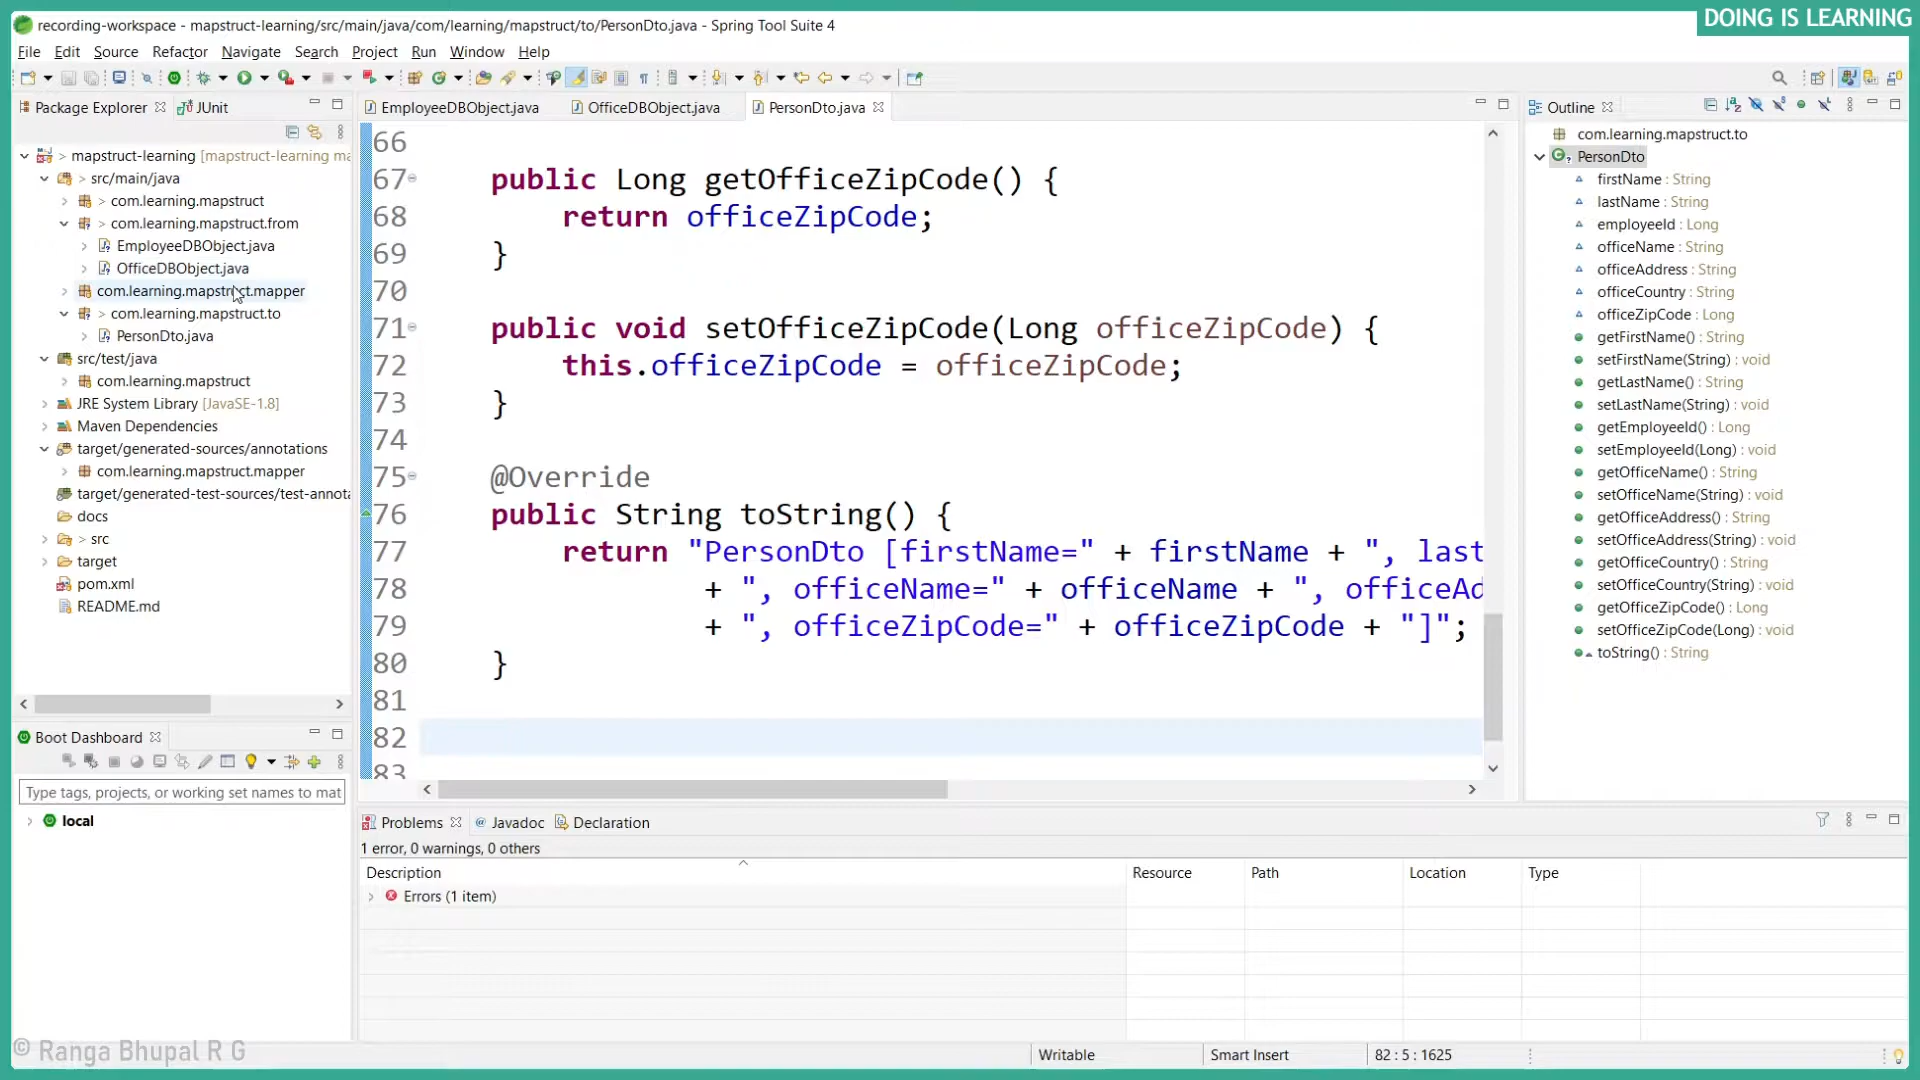 DOING IS LEARNING
recording-workspace - mapstruct-learning/src/main/java/com/learning/mapstruct/to/PersonDto.java - Spring Tool Suite 4
File Edit Source Refactor Navigate Search Project Run Window Help
Package Explorer JUnit
> mapstruct-learning [mapstruct-learning ma
> src/main/java
> com.learning.mapstruct
> com.learning.mapstruct.from
EmployeeDBObject.java
OfficeDBObject.java
com.learning.mapstruct.mapper
> com.learning.mapstruct.to
PersonDto.java
src/test/java
com.learning.mapstruct
JRE System Library [JavaSE-1.8]
Maven Dependencies
target/generated-sources/annotations
com.learning.mapstruct.mapper
target/generated-test-sources/test-annota
docs
> src
target
pom.xml
README.md
Boot Dashboard
Type tags, projects, or working set names to mat
local
EmployeeDBObject.java OfficeDBObject.java PersonDto.java
66
67 public Long getOfficeZipCode() {
68 return officeZipCode;
69 }
70
71 public void setOfficeZipCode(Long officeZipCode) {
72 this.officeZipCode = officeZipCode;
73 }
74
75 @Override
76 public String toString() {
77 return "PersonDto [firstName=" + firstName + ", last
78 + ", officeName=" + officeName + ", officeAd
79 + ", officeZipCode=" + officeZipCode + "]";
80 }
81
82
83
Outline
com.learning.mapstruct.to
PersonDto
firstName : String
lastName : String
employeeId : Long
officeName : String
officeAddress : String
officeCountry : String
officeZipCode : Long
getFirstName() : String
setFirstName(String) : void
getLastName() : String
setLastName(String) : void
getEmployeeId() : Long
setEmployeeId(Long) : void
getOfficeName() : String
setOfficeName(String) : void
getOfficeAddress() : String
setOfficeAddress(String) : void
getOfficeCountry() : String
setOfficeCountry(String) : void
getOfficeZipCode() : Long
setOfficeZipCode(Long) : void
toString() : String
Problems @ Javadoc Declaration
1 error, 0 warnings, 0 others
Description Resource Path Location Type
Errors (1 item)
© Ranga Bhupal R G
Writable Smart Insert 82 : 5 : 1625